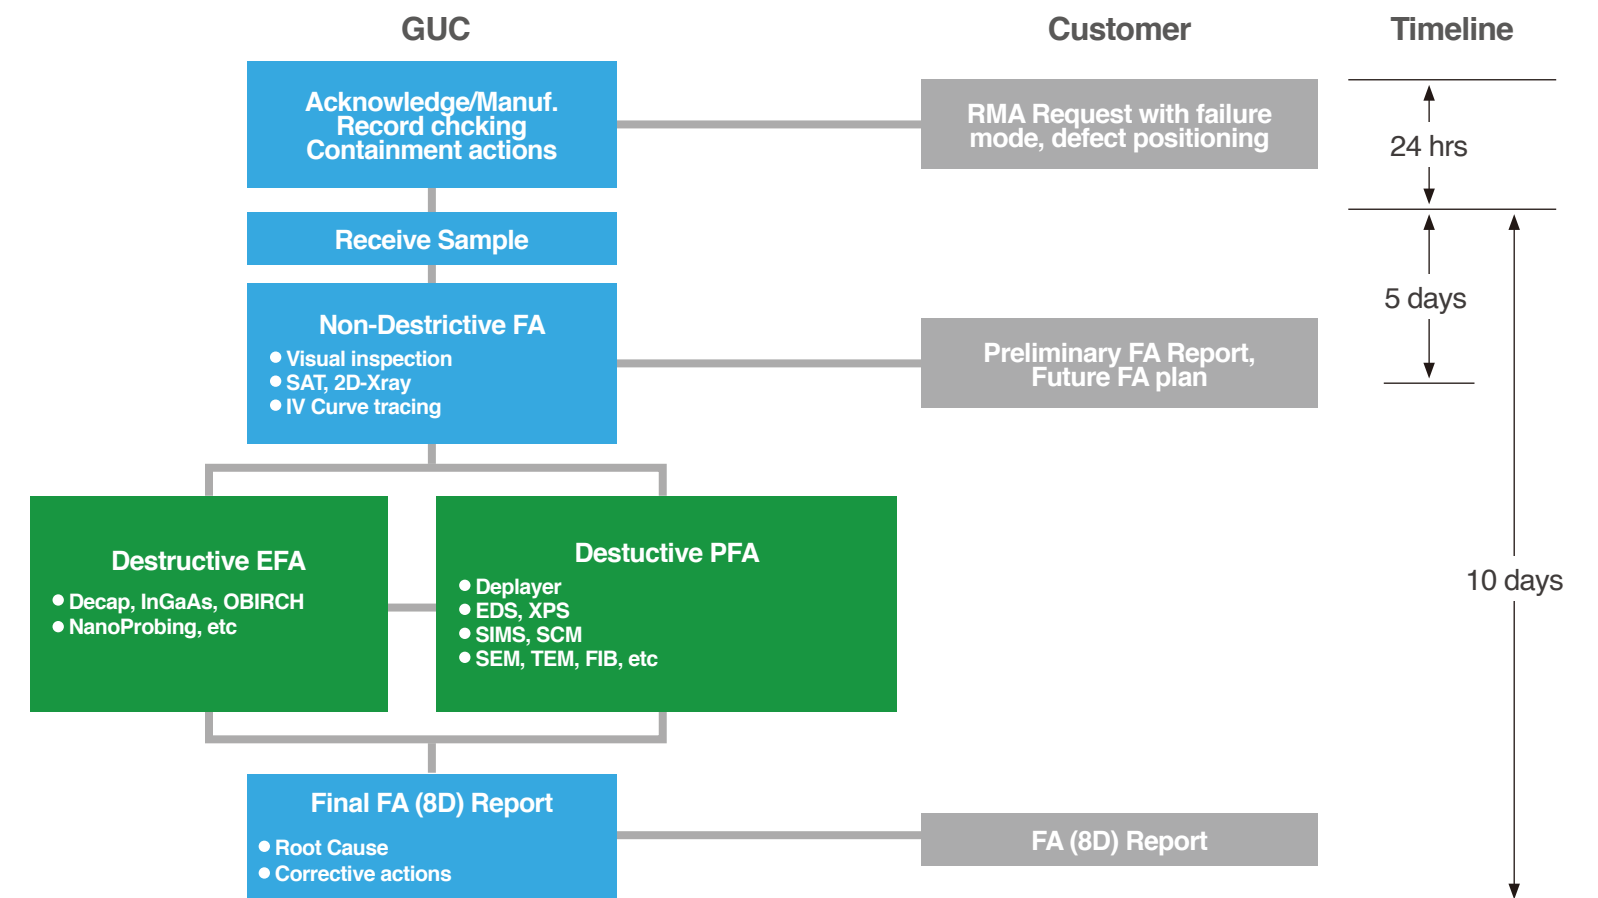 GUC
Customer
Timeline
Acknowledge/Manuf.
Record chcking
Containment actions
RMA Request with failure
mode, defect positioning
24 hrs
Receive Sample
Non-Destrictive FA
● Visual inspection
● SAT, 2D-Xray
● IV Curve tracing
Preliminary FA Report,
Future FA plan
5 days
Destructive EFA
● Decap, InGaAs, OBIRCH
● NanoProbing, etc
Destuctive PFA
● Deplayer
● EDS, XPS
● SIMS, SCM
● SEM, TEM, FIB, etc
10 days
Final FA (8D) Report
● Root Cause
● Corrective actions
FA (8D) Report